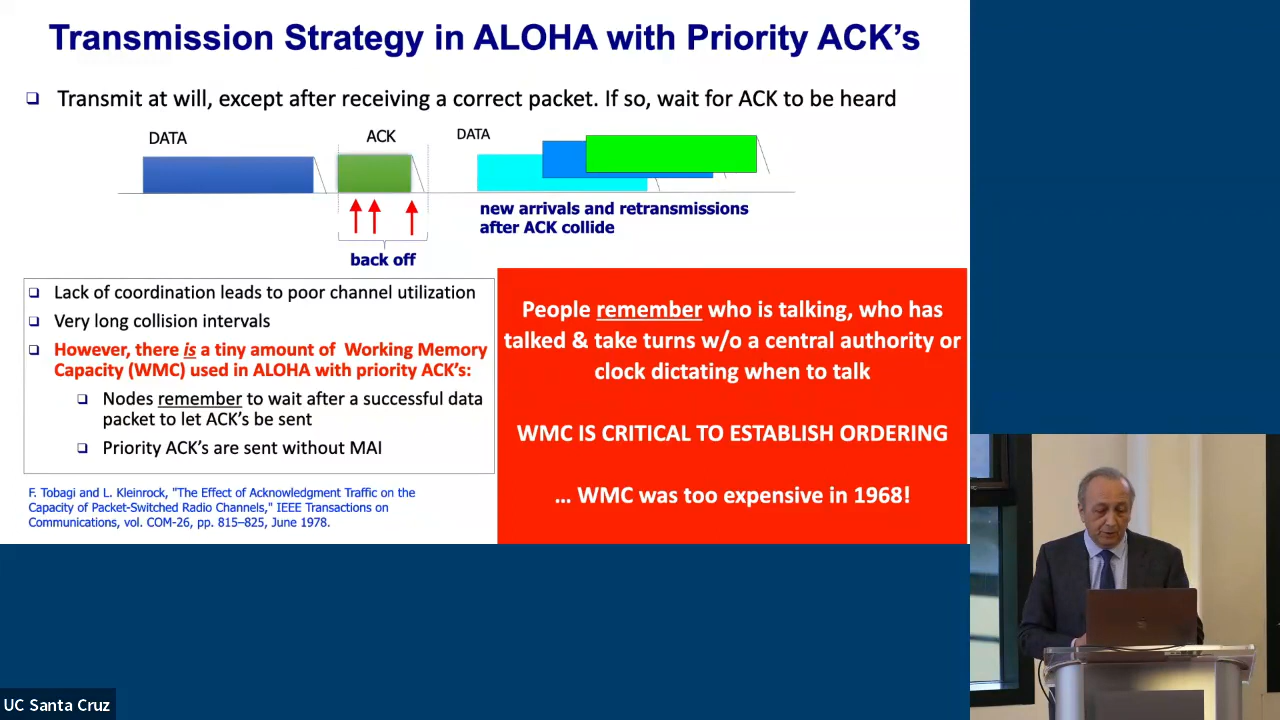 Transmission Strategy in ALOHA with Priority ACK's
Transmit at will, except after receiving a correct packet. If so, wait for ACK to be heard
DATA
ACK
DATA
new arrivals and retransmissions
after ACK collide
back off
Lack of coordination leads to poor channel utilization
Very long collision intervals
However, there is a tiny amount of Working Memory
Capacity (WMC) used in ALOHA with priority ACK's:
Nodes remember to wait after a successful data
packet to let ACK's be sent
Priority ACK's are sent without MAI
F. Tobagi and L. Kleinrock, "The Effect of Acknowledgment Traffic on the
Capacity of Packet-Switched Radio Channels," IEEE Transactions on
Communications, vol. COM-26, pp. 815–825, June 1978.
People remember who is talking, who has
talked & take turns w/o a central authority or
clock dictating when to talk
WMC IS CRITICAL TO ESTABLISH ORDERING
... WMC was too expensive in 1968!
UC Santa Cruz